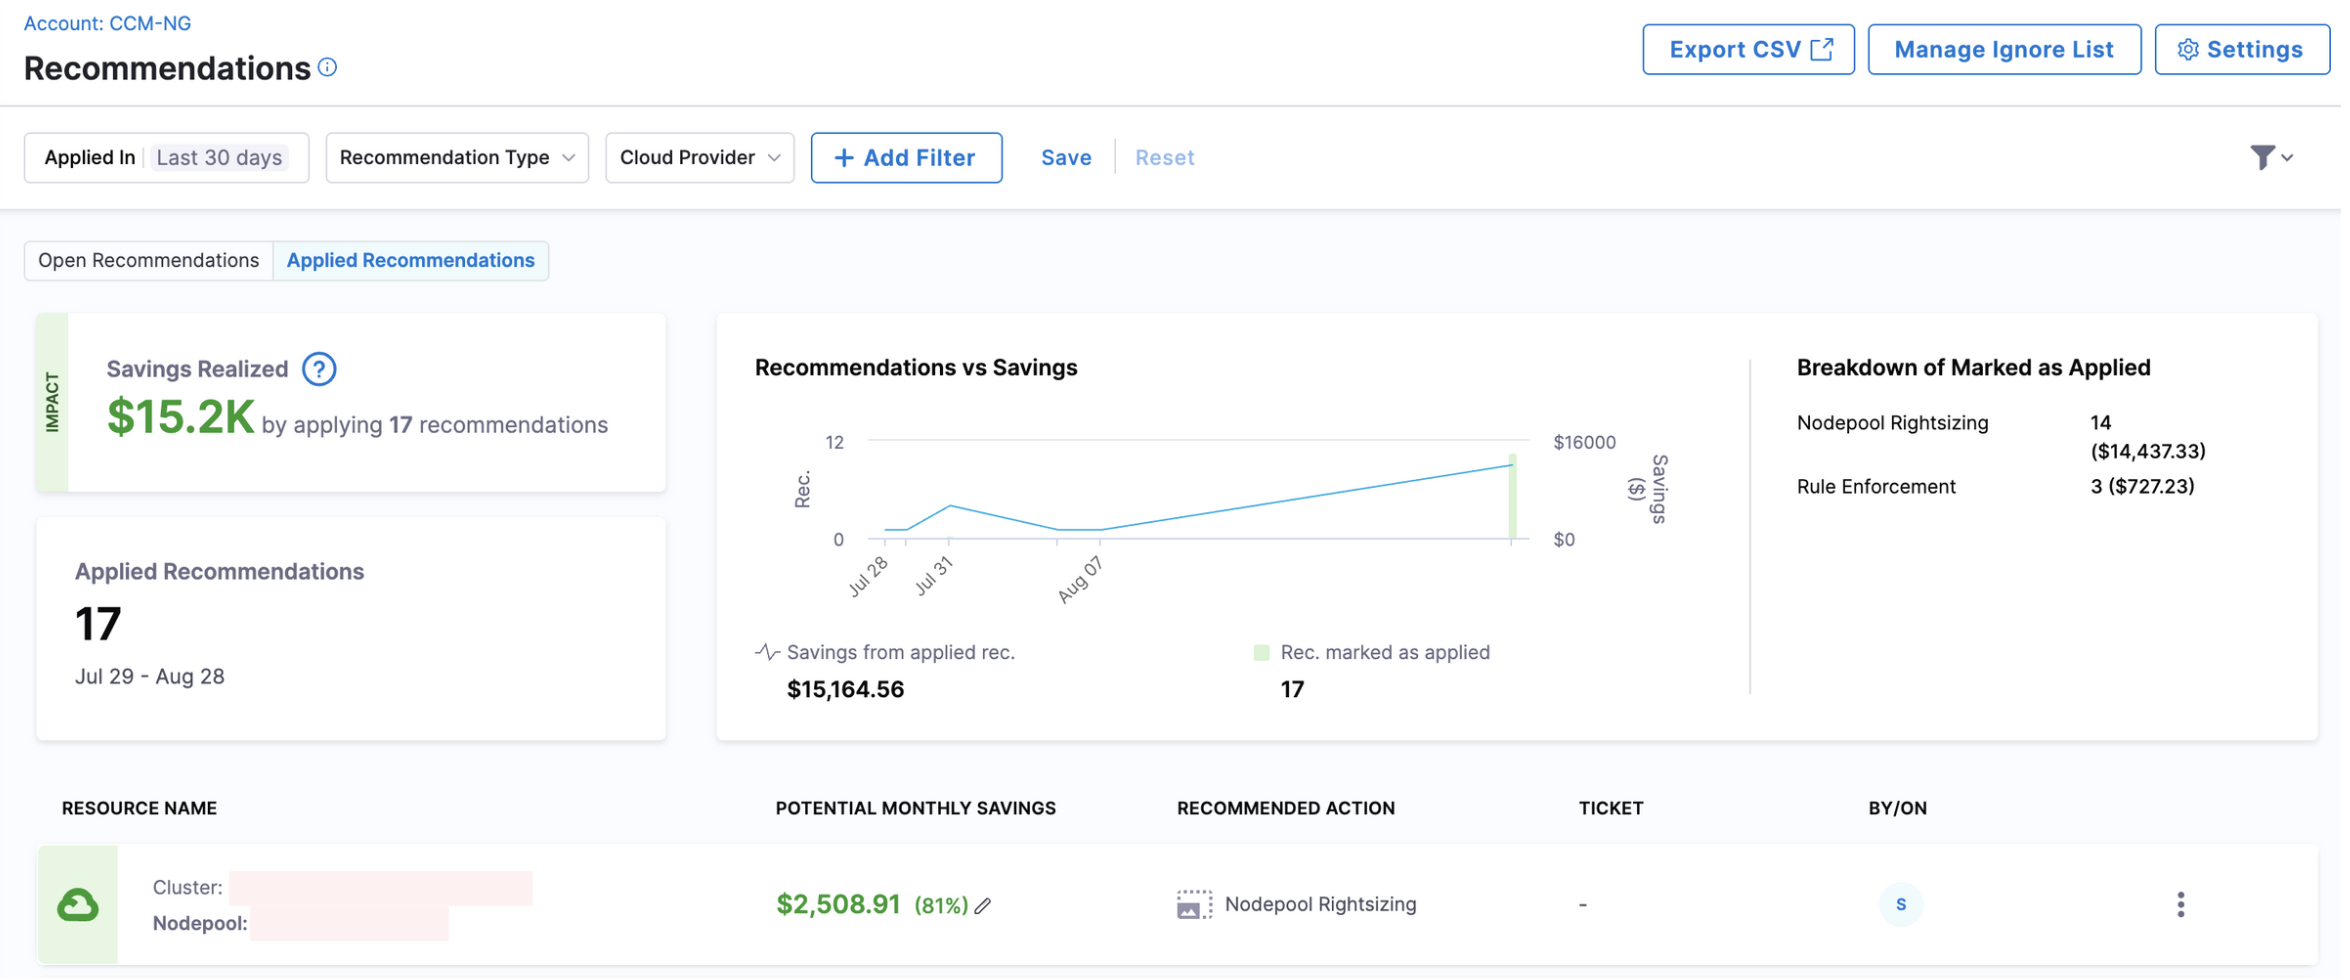 Account: CCM-NG
Recommendations
Export CSV
Manage Ignore List
Settings
Applied In | Last 30 days
Recommendation Type
Cloud Provider
+ Add Filter
Save
Reset
Open Recommendations
Applied Recommendations
IMPACT
Savings Realized ?
$15.2K by applying 17 recommendations
Applied Recommendations
17
Jul 29 - Aug 28
Recommendations vs Savings
12
$16000
Rec.
Savings
($)
0
$0
Jul 28
Jul 31
Aug 07
Savings from applied rec.
$15,164.56
Rec. marked as applied
17
Breakdown of Marked as Applied
Nodepool Rightsizing 14
($14,437.33)
Rule Enforcement 3 ($727.23)
RESOURCE NAME POTENTIAL MONTHLY SAVINGS RECOMMENDED ACTION TICKET BY/ON
Cluster:
Nodepool:
$2,508.91 (81%)
Nodepool Rightsizing
-
S